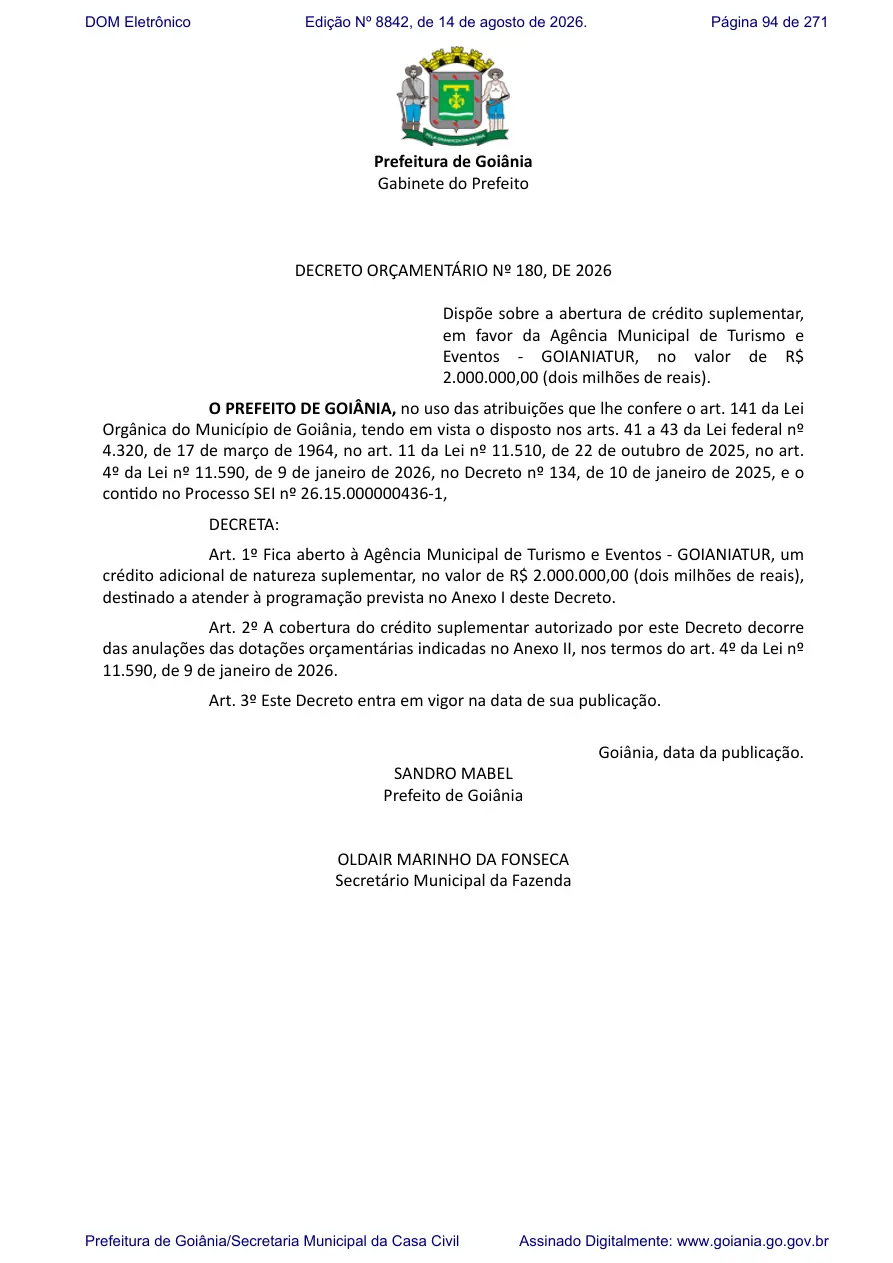 DOM Eletrônico Edição Nº 8842, de 14 de agosto de 2026. Página 94 de 271
Prefeitura de Goiânia
Gabinete do Prefeito
DECRETO ORÇAMENTÁRIO Nº 180, DE 2026
Dispõe sobre a abertura de crédito suplementar,
em favor da Agência Municipal de Turismo e
Eventos - GOIANIATUR, no valor de R$
2.000.000,00 (dois milhões de reais).
O PREFEITO DE GOIÂNIA, no uso das atribuições que lhe confere o art. 141 da Lei
Orgânica do Município de Goiânia, tendo em vista o disposto nos arts. 41 a 43 da Lei federal nº
4.320, de 17 de março de 1964, no art. 11 da Lei nº 11.510, de 22 de outubro de 2025, no art.
4º da Lei nº 11.590, de 9 de janeiro de 2026, no Decreto nº 134, de 10 de janeiro de 2025, e o
contido no Processo SEI nº 26.15.000000436-1,
DECRETA:
Art. 1º Fica aberto à Agência Municipal de Turismo e Eventos - GOIANIATUR, um
crédito adicional de natureza suplementar, no valor de R$ 2.000.000,00 (dois milhões de reais),
destinado a atender à programação prevista no Anexo I deste Decreto.
Art. 2º A cobertura do crédito suplementar autorizado por este Decreto decorre
das anulações das dotações orçamentárias indicadas no Anexo II, nos termos do art. 4º da Lei nº
11.590, de 9 de janeiro de 2026.
Art. 3º Este Decreto entra em vigor na data de sua publicação.
Goiânia, data da publicação.
SANDRO MABEL
Prefeito de Goiânia
OLDAIR MARINHO DA FONSECA
Secretário Municipal da Fazenda
Prefeitura de Goiânia/Secretaria Municipal da Casa Civil Assinado Digitalmente: www.goiania.go.gov.br